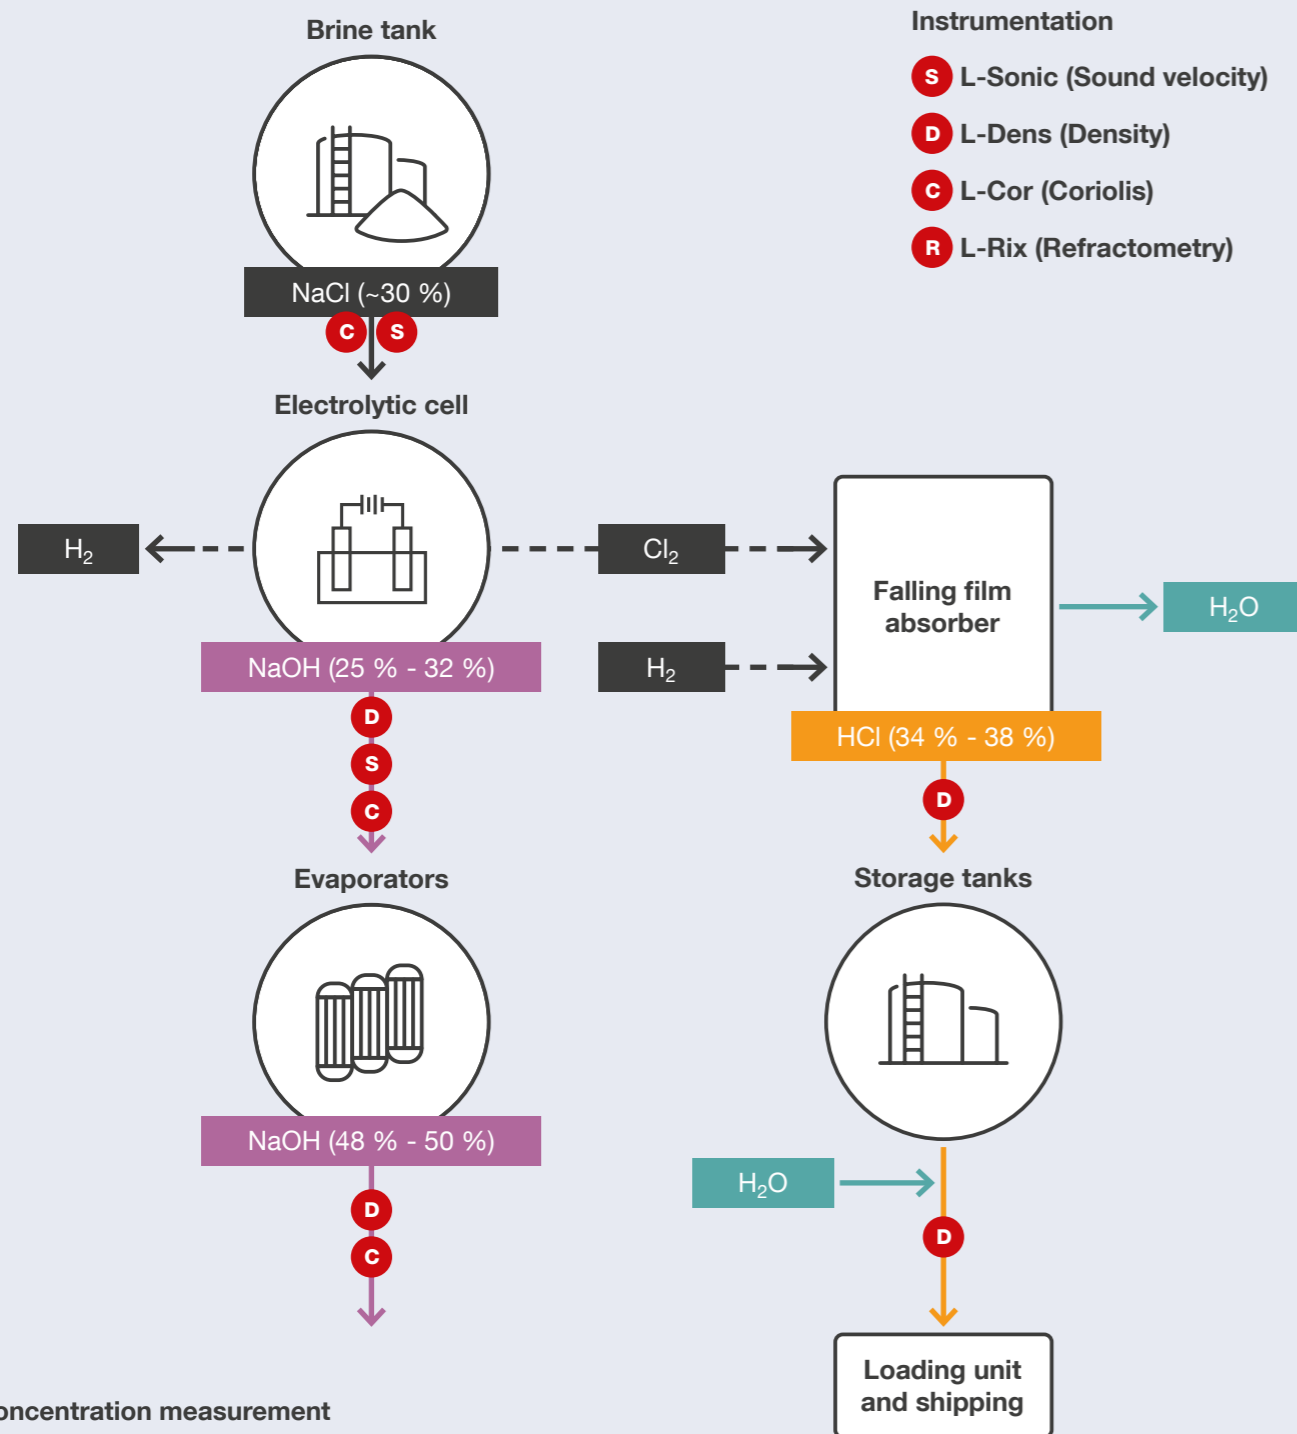 Brine tank
Instrumentation
S L-Sonic (Sound velocity)
D L-Dens (Density)
C L-Cor (Coriolis)
R L-Rix (Refractometry)
NaCl (~30 %)
C S
Electrolytic cell
H₂
Cl₂
Falling film
absorber
H₂O
NaOH (25 % - 32 %)
H₂
D
S
C
HCl (34 % - 38 %)
D
Evaporators
Storage tanks
NaOH (48 % - 50 %)
H₂O
D
C
D
Loading unit
and shipping
oncentration measurement